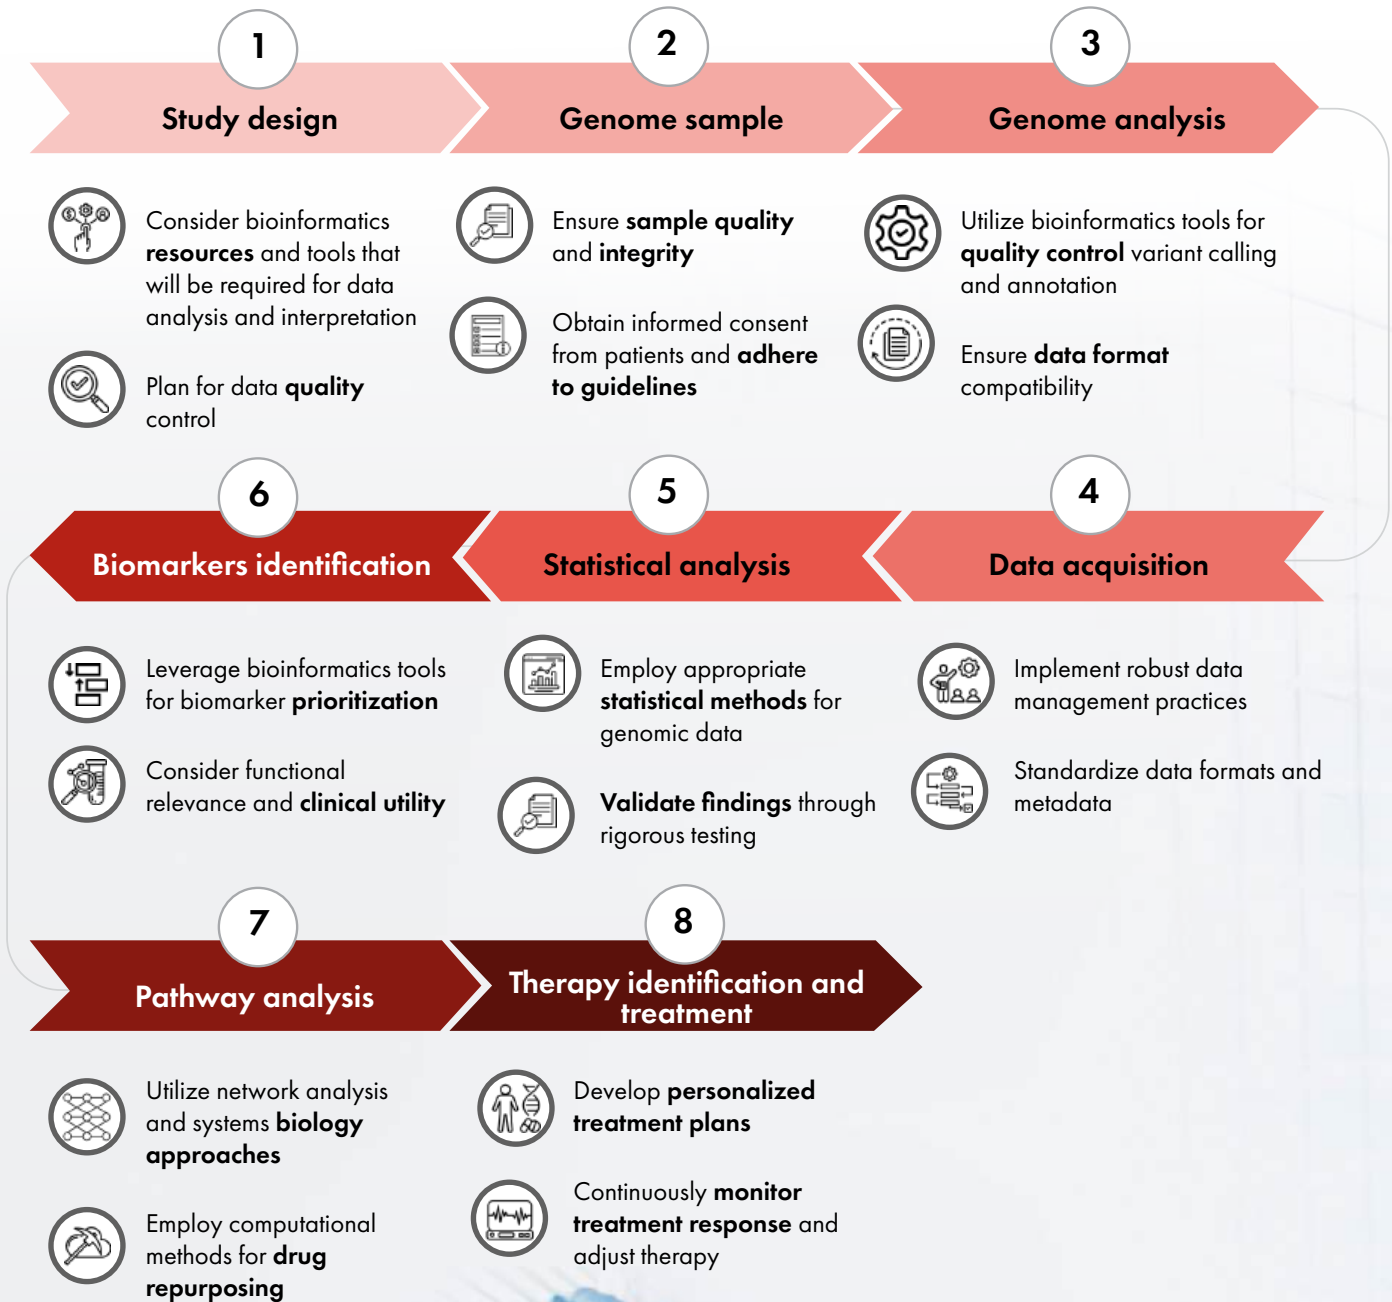 1
Study design
Consider bioinformatics
resources and tools that
will be required for data
analysis and interpretation
Plan for data quality
control
2
Genome sample
Ensure sample quality
and integrity
Obtain informed consent
from patients and adhere
to guidelines
3
Genome analysis
Utilize bioinformatics tools for
quality control variant calling
and annotation
Ensure data format
compatibility
4
Data acquisition
Implement robust data
management practices
Standardize data formats and
metadata
5
Statistical analysis
Employ appropriate
statistical methods for
genomic data
Validate findings through
rigorous testing
6
Biomarkers identification
Leverage bioinformatics tools
for biomarker prioritization
Consider functional
relevance and clinical utility
7
Pathway analysis
Utilize network analysis
and systems biology
approaches
Employ computational
methods for drug
repurposing
8
Therapy identification and
treatment
Develop personalized
treatment plans
Continuously monitor
treatment response and
adjust therapy